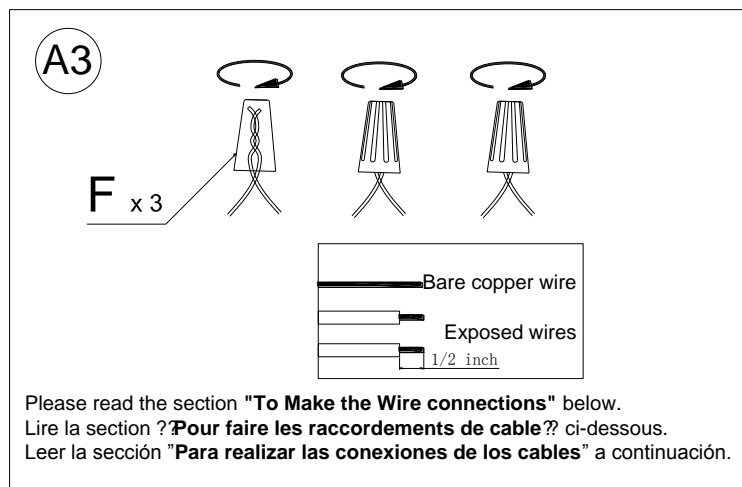 A3
F x 3
Bare copper wire
Exposed wires
1/2 inch
Please read the section "To Make the Wire connections" below.
Lire la section ??Pour faire les raccordements de cable?? ci-dessous.
Leer la sección ”Para realizar las conexiones de los cables” a continuación.